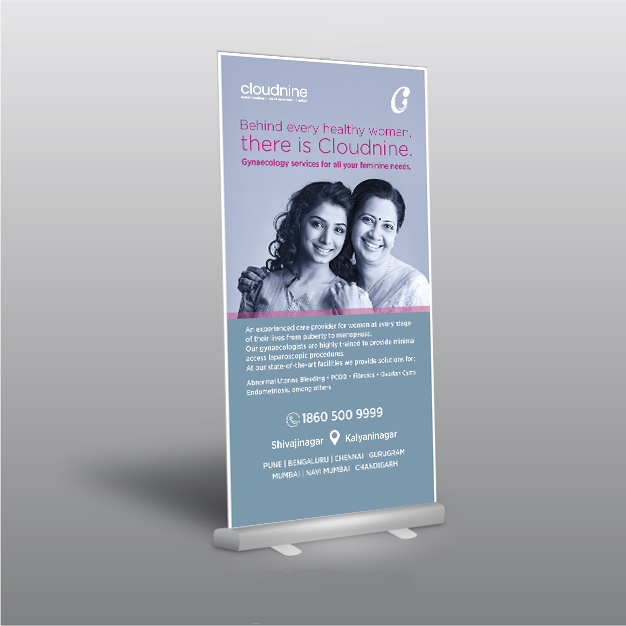 cloudnine
Behind every healthy woman,
there is Cloudnine.
Gynaecology services for all your feminine needs.
An experienced care provider for women at every stage
of their lives from puberty to menopause.
Our gynaecologists are highly trained to provide minimal
access laparoscopic procedures.
At our state-of-the-art facilities we provide solutions for:
Abnormal Uterine Bleeding • PCOD • Fibroids • Ovarian Cysts
Endometriosis, among others.
1860 500 9999
Shivajinagar Kalyaninagar
PUNE | BENGALURU | CHENNAI | GURUGRAM
MUMBAI | NAVI MUMBAI | CHANDIGARH